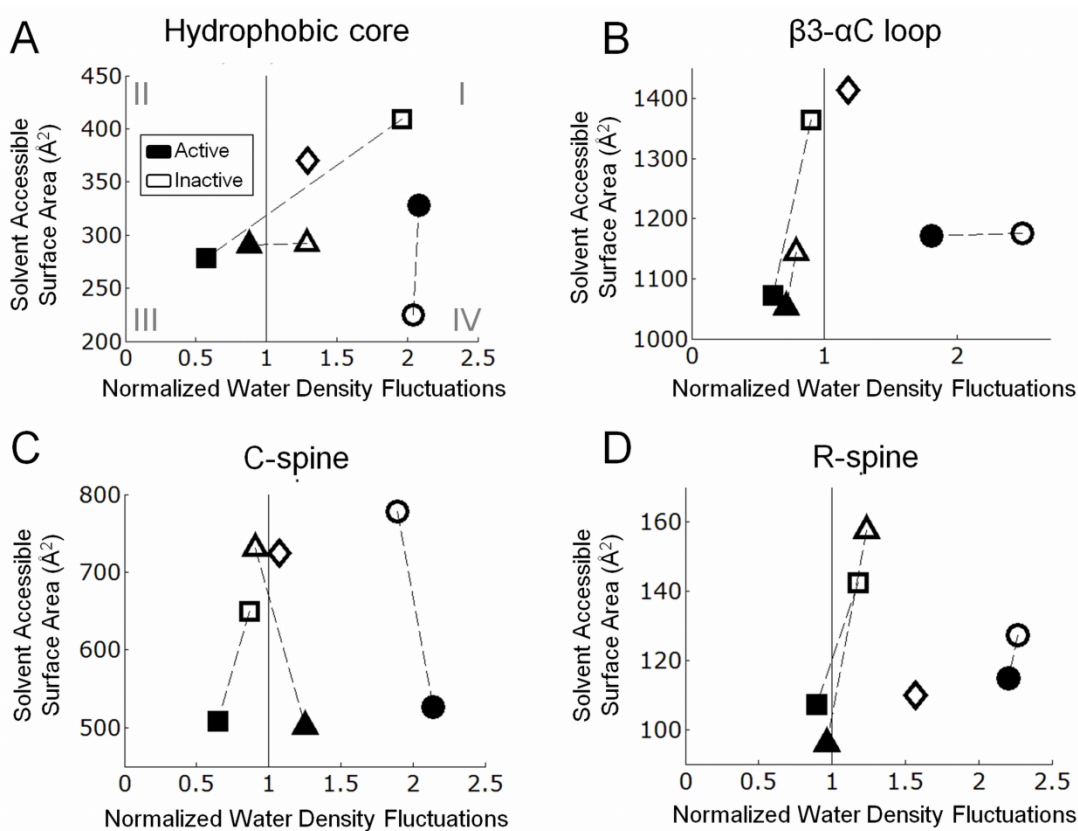 A
Hydrophobic core
Solvent Accessible
Surface Area (Å²)
450
400
350
300
250
200
II
I
III
IV
Active
Inactive
0
0.5
1
1.5
2
2.5
Normalized Water Density Fluctuations
B
β3-αC loop
Solvent Accessible
Surface Area (Å²)
1400
1300
1200
1100
1000
0
1
2
Normalized Water Density Fluctuations
C
C-spine
Solvent Accessible
Surface Area (Å²)
800
700
600
500
0
0.5
1
1.5
2
2.5
Normalized Water Density Fluctuations
D
R-spine
Solvent Accessible
Surface Area (Å²)
160
140
120
100
0
0.5
1
1.5
2
2.5
Normalized Water Density Fluctuations